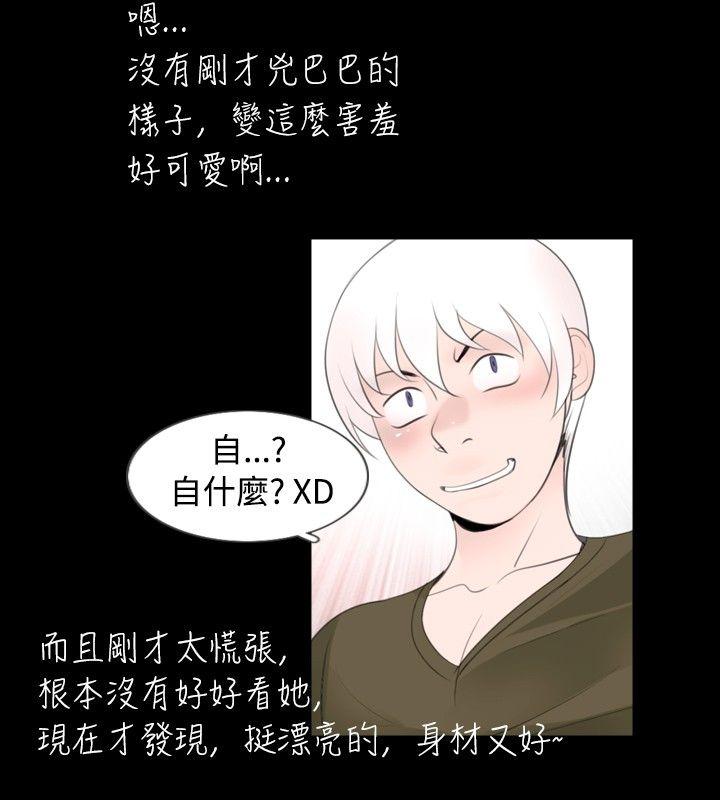 嗯...
沒有剛才兇巴巴的
樣子, 變這麼害羞
好可愛啊...
自...?
自什麼? XD
而且剛才太慌張,
根本沒有好好看她,
現在才發現, 挺漂亮的, 身材又好~